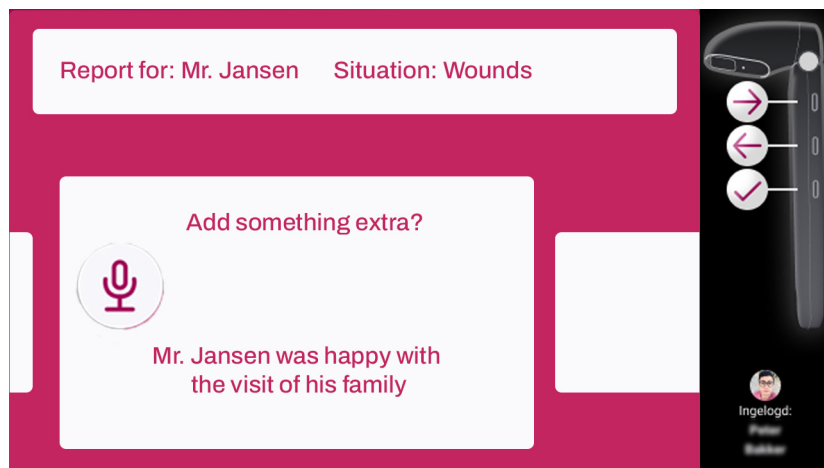 Report for: Mr. Jansen Situation: Wounds
Add something extra?
Mr. Jansen was happy with
the visit of his family
Ingelogd: